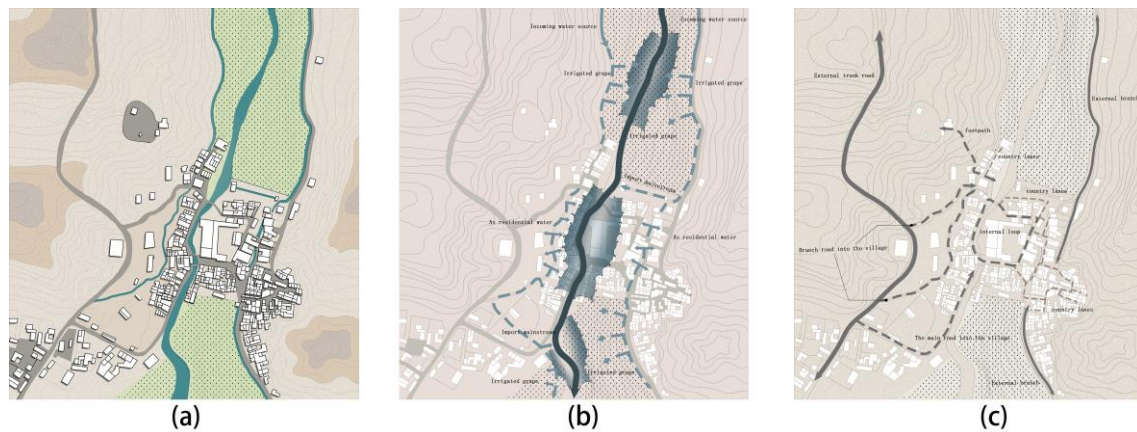 Incoming water source
Incoming water source
Irrigated grape
Irrigated grape
Irrigated grape
Import mainstream
As residential water
As residential water
Import mainstream
Irrigated grape
Irrigated grape
External trunk road
External branch
footpath
country lanes
country lanes
internal loop
Branch road into the village
country lanes
The main road into the village
External branch
(a)
(b)
(c)